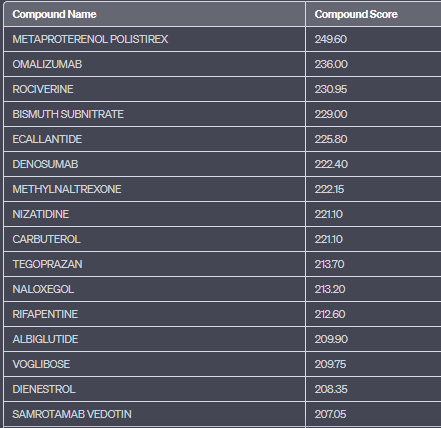 Compound Name Compound Score
METAPROTERENOL POLISTIREX 249.60
OMALIZUMAB 236.00
ROCIVERINE 230.95
BISMUTH SUBNITRATE 229.00
ECALLANTIDE 225.80
DENOSUMAB 222.40
METHYLNALTREXONE 222.15
NIZATIDINE 221.10
CARBUTEROL 221.10
TEGOPRAZAN 213.70
NALOXEGOL 213.20
RIFAPENTINE 212.60
ALBIGLUTIDE 209.90
VOGLIBOSE 209.75
DIENESTROL 208.35
SAMROTAMAB VEDOTIN 207.05